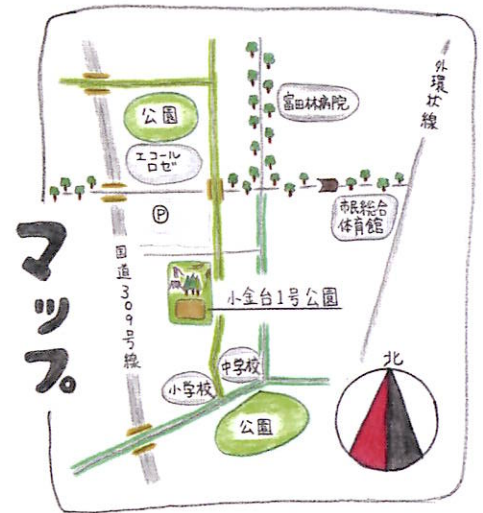 マップ
外環状線
公園
富田林病院
エコール
ロゼ
市民総合
体育館
P
国道309号線
小金台1号公園
北
中学校
小学校
公園